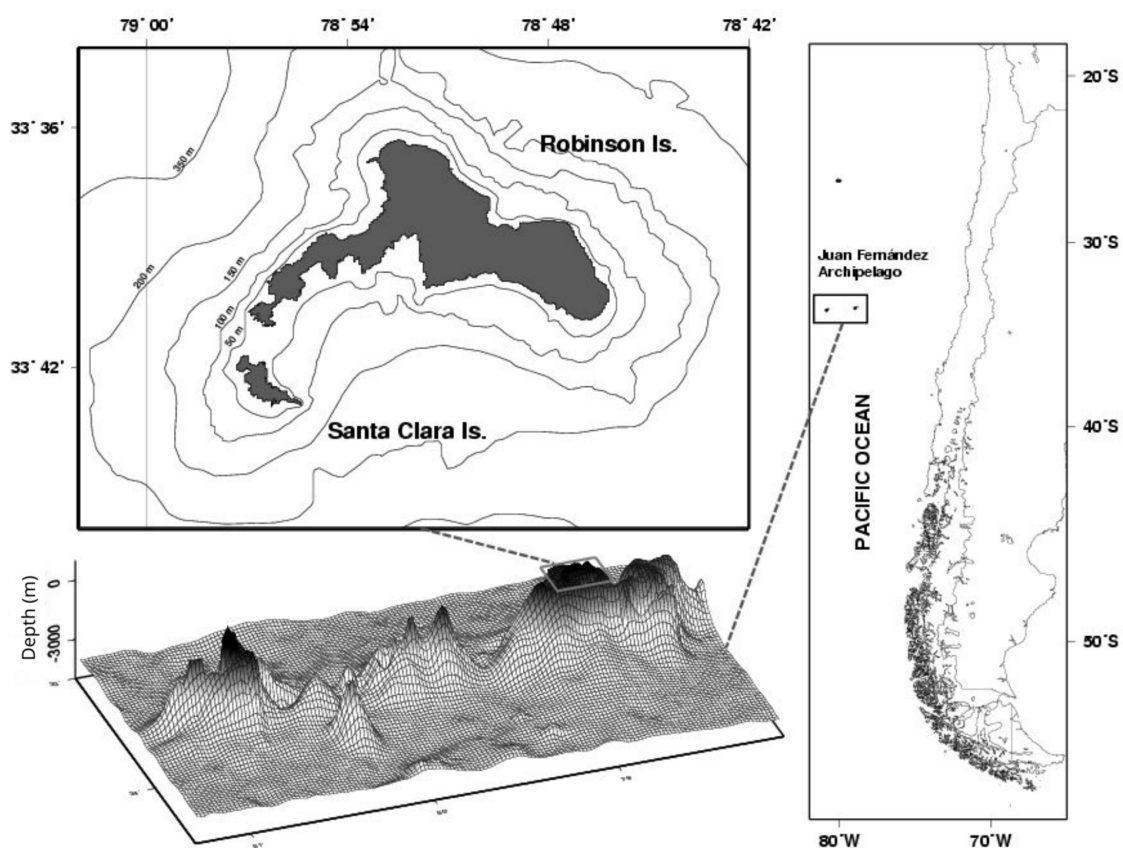 79˚00´
78˚54´
78˚48´
78˚42´
33˚36´
33˚42´
Robinson Is.
Santa Clara Is.
350 m
200 m
150 m
100 m
50 m
20˚S
30˚S
40˚S
50˚S
80˚W
70˚W
Juan Fernández
Archipelago
PACIFIC OCEAN
Depth (m)
0
-3000